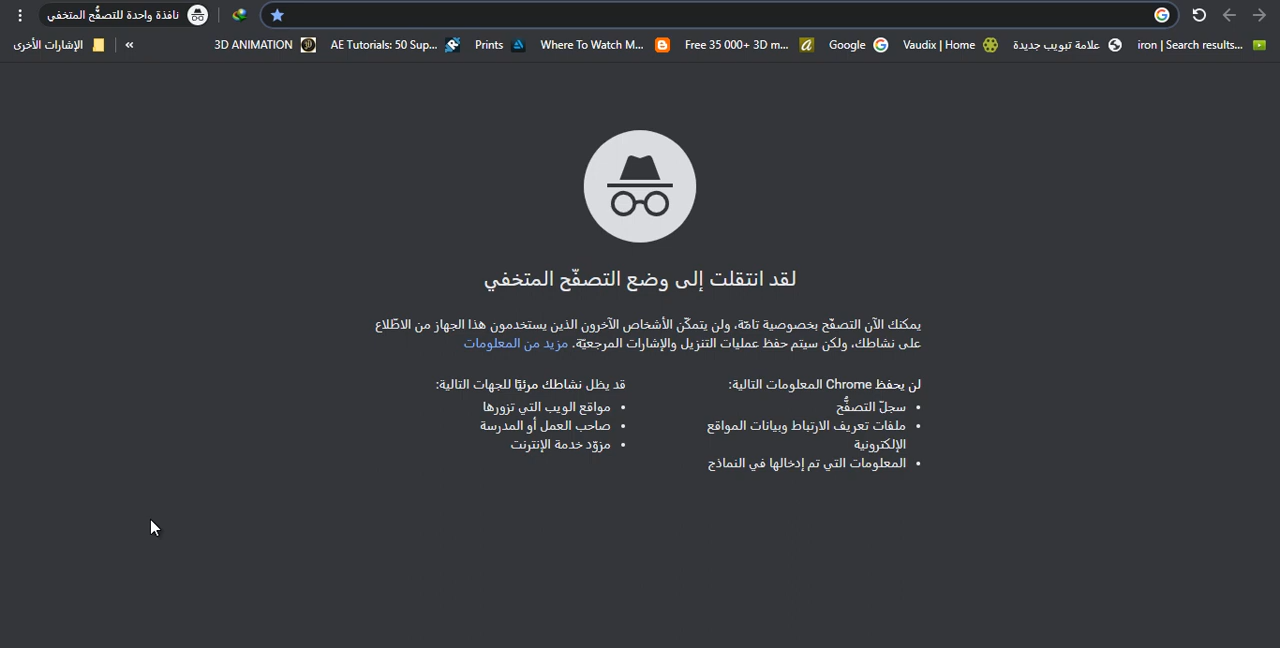 نافذة واحدة للتصفُّح المتخفي
iron | Search results...
علامة تبويب جديدة
Vaudix | Home
Google
Free 35 000+ 3D m...
Where To Watch M...
Prints
AE Tutorials: 50 Sup...
3D ANIMATION
»
الإشارات الأخرى
لقد انتقلت إلى وضع التصفّح المتخفي
يمكنك الآن التصفّح بخصوصية تامّة، ولن يتمكّن الأشخاص الآخرون الذين يستخدمون هذا الجهاز من الاطّلاع
على نشاطك، ولكن سيتم حفظ عمليات التنزيل والإشارات المرجعيّة. مزيد من المعلومات
لن يحفظ Chrome المعلومات التالية:
• سجلّ التصفُّح
• ملفات تعريف الارتباط وبيانات المواقع
الإلكترونية
• المعلومات التي تم إدخالها في النماذج
قد يظل نشاطك مرئيًا للجهات التالية:
• مواقع الويب التي تزورها
• صاحب العمل أو المدرسة
• مزوّد خدمة الإنترنت